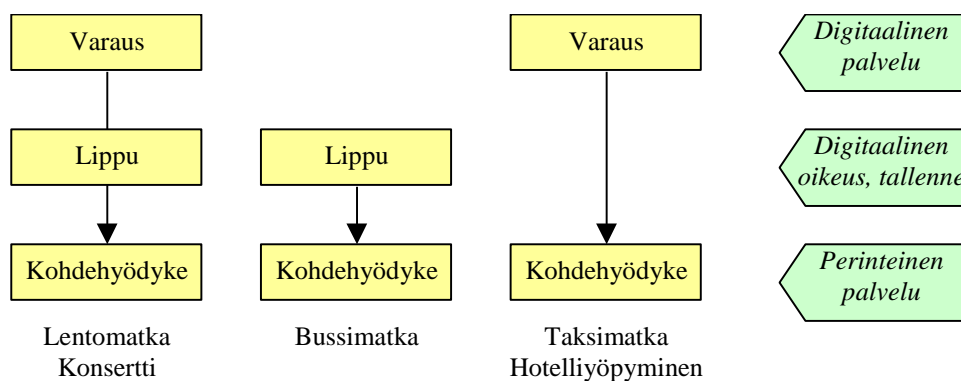 Varaus
Varaus
Digitaalinen
palvelu
Lippu
Lippu
Digitaalinen
oikeus, tallenne
Kohdehyödyke
Kohdehyödyke
Kohdehyödyke
Perinteinen
palvelu
Lentomatka
Konsertti
Bussimatka
Taksimatka
Hotelliyöpyminen